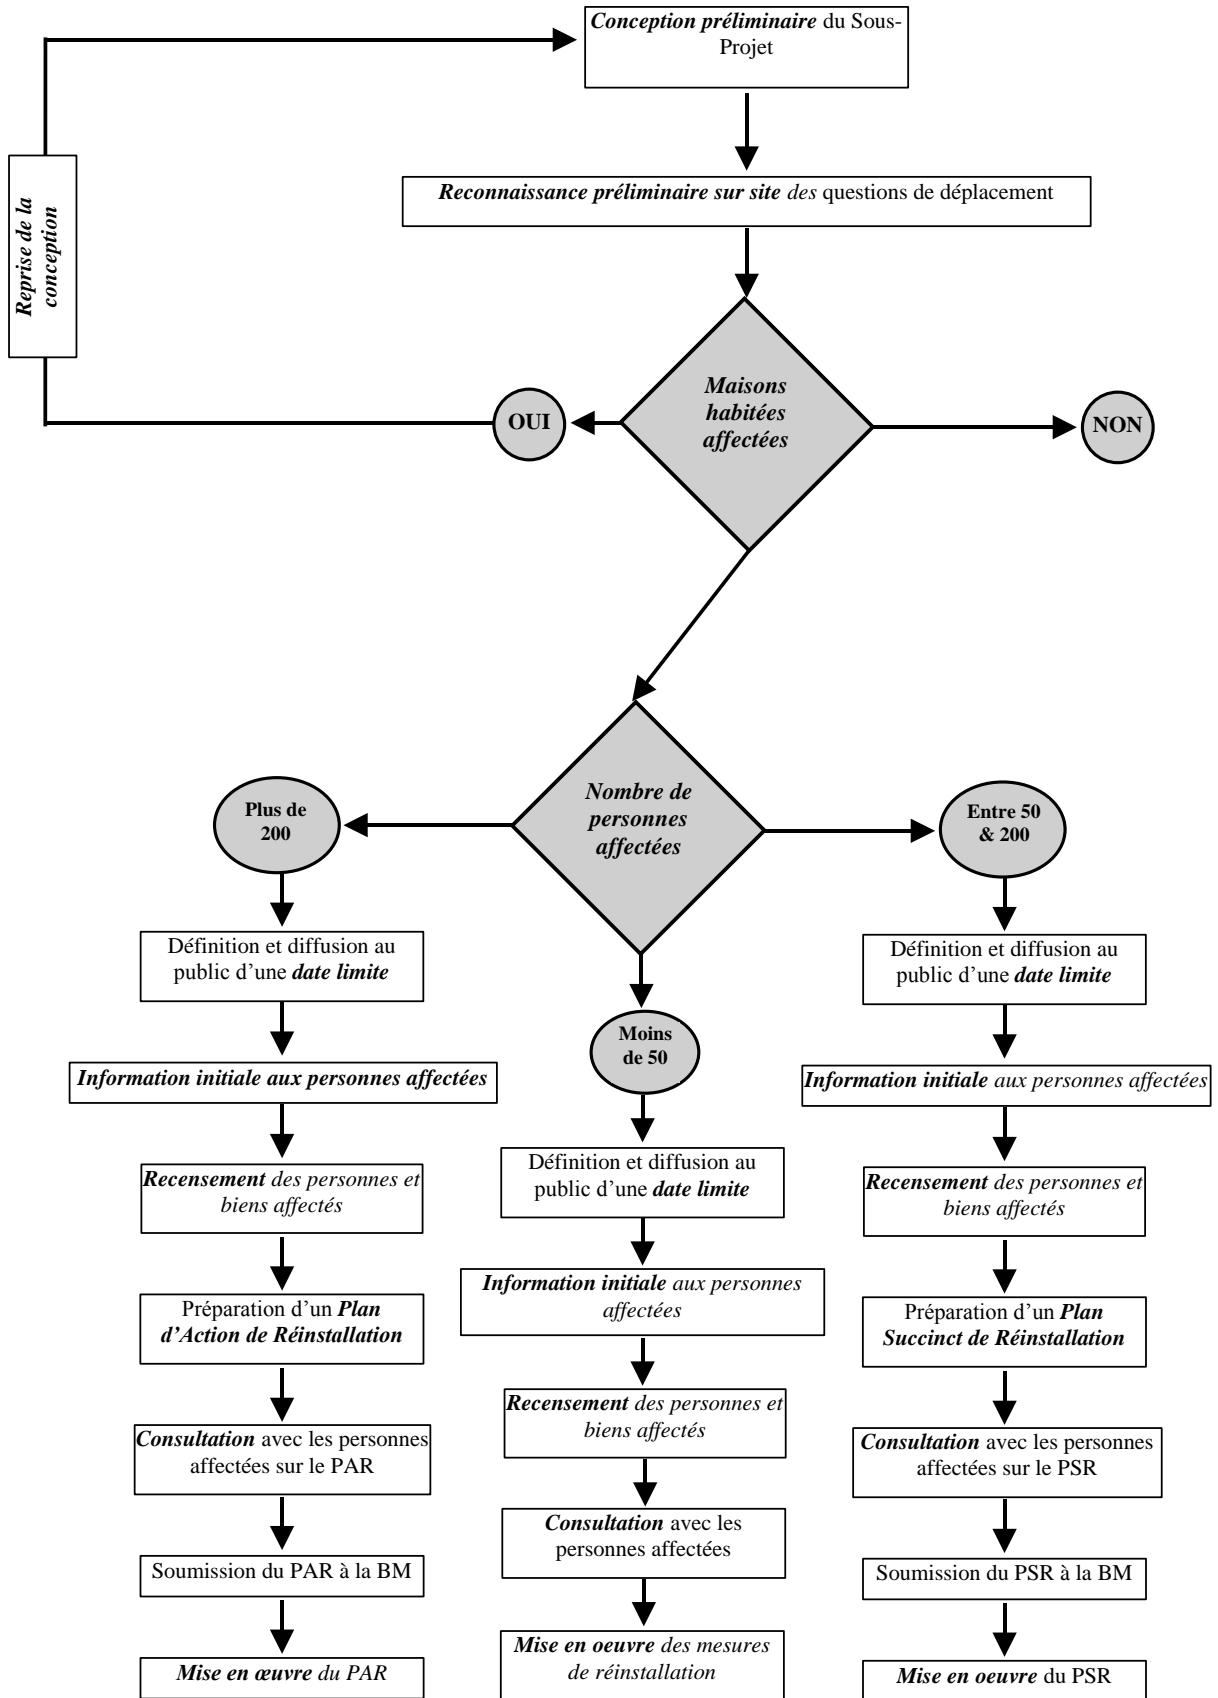 Conception préliminaire du Sous-
Projet
Reconnaissance préliminaire sur site des questions de déplacement
Reprise de la
conception
Maisons
habitées
affectées
OUI
NON
Nombre de
personnes
affectées
Plus de
200
Entre 50
& 200
Moins
de 50
Définition et diffusion au
public d’une date limite
Information initiale aux personnes affectées
Recensement des personnes et
biens affectés
Préparation d’un Plan
d’Action de Réinstallation
Consultation avec les personnes
affectées sur le PAR
Soumission du PAR à la BM
Mise en œuvre du PAR
Définition et diffusion au
public d’une date limite
Information initiale aux personnes
affectées
Recensement des personnes et
biens affectés
Consultation avec les
personnes affectées
Mise en oeuvre des mesures
de réinstallation
Définition et diffusion au
public d’une date limite
Information initiale aux personnes affectées
Recensement des personnes et
biens affectés
Préparation d’un Plan
Succinct de Réinstallation
Consultation avec les personnes
affectées sur le PSR
Soumission du PSR à la BM
Mise en oeuvre du PSR